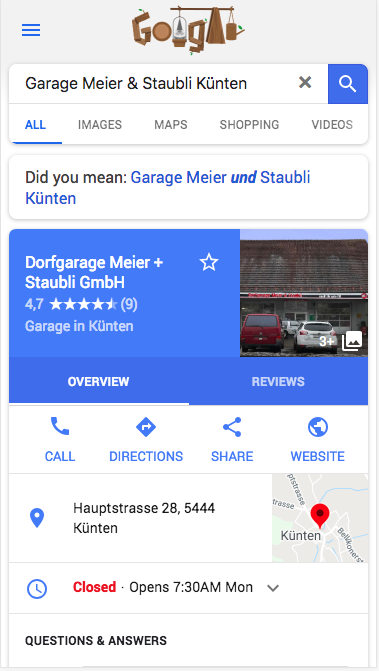 Google
Garage Meier & Staubli Künten
ALL IMAGES MAPS SHOPPING VIDEOS
Did you mean: Garage Meier und Staubli
Künten
Dorfgarage Meier +
Staubli GmbH
4,7 (9)
Garage in Künten
3+
OVERVIEW REVIEWS
CALL DIRECTIONS SHARE WEBSITE
Hauptstrasse 28, 5444
Künten
ptstrasse
Künten
Bellikonerst
Closed · Opens 7:30AM Mon
QUESTIONS & ANSWERS